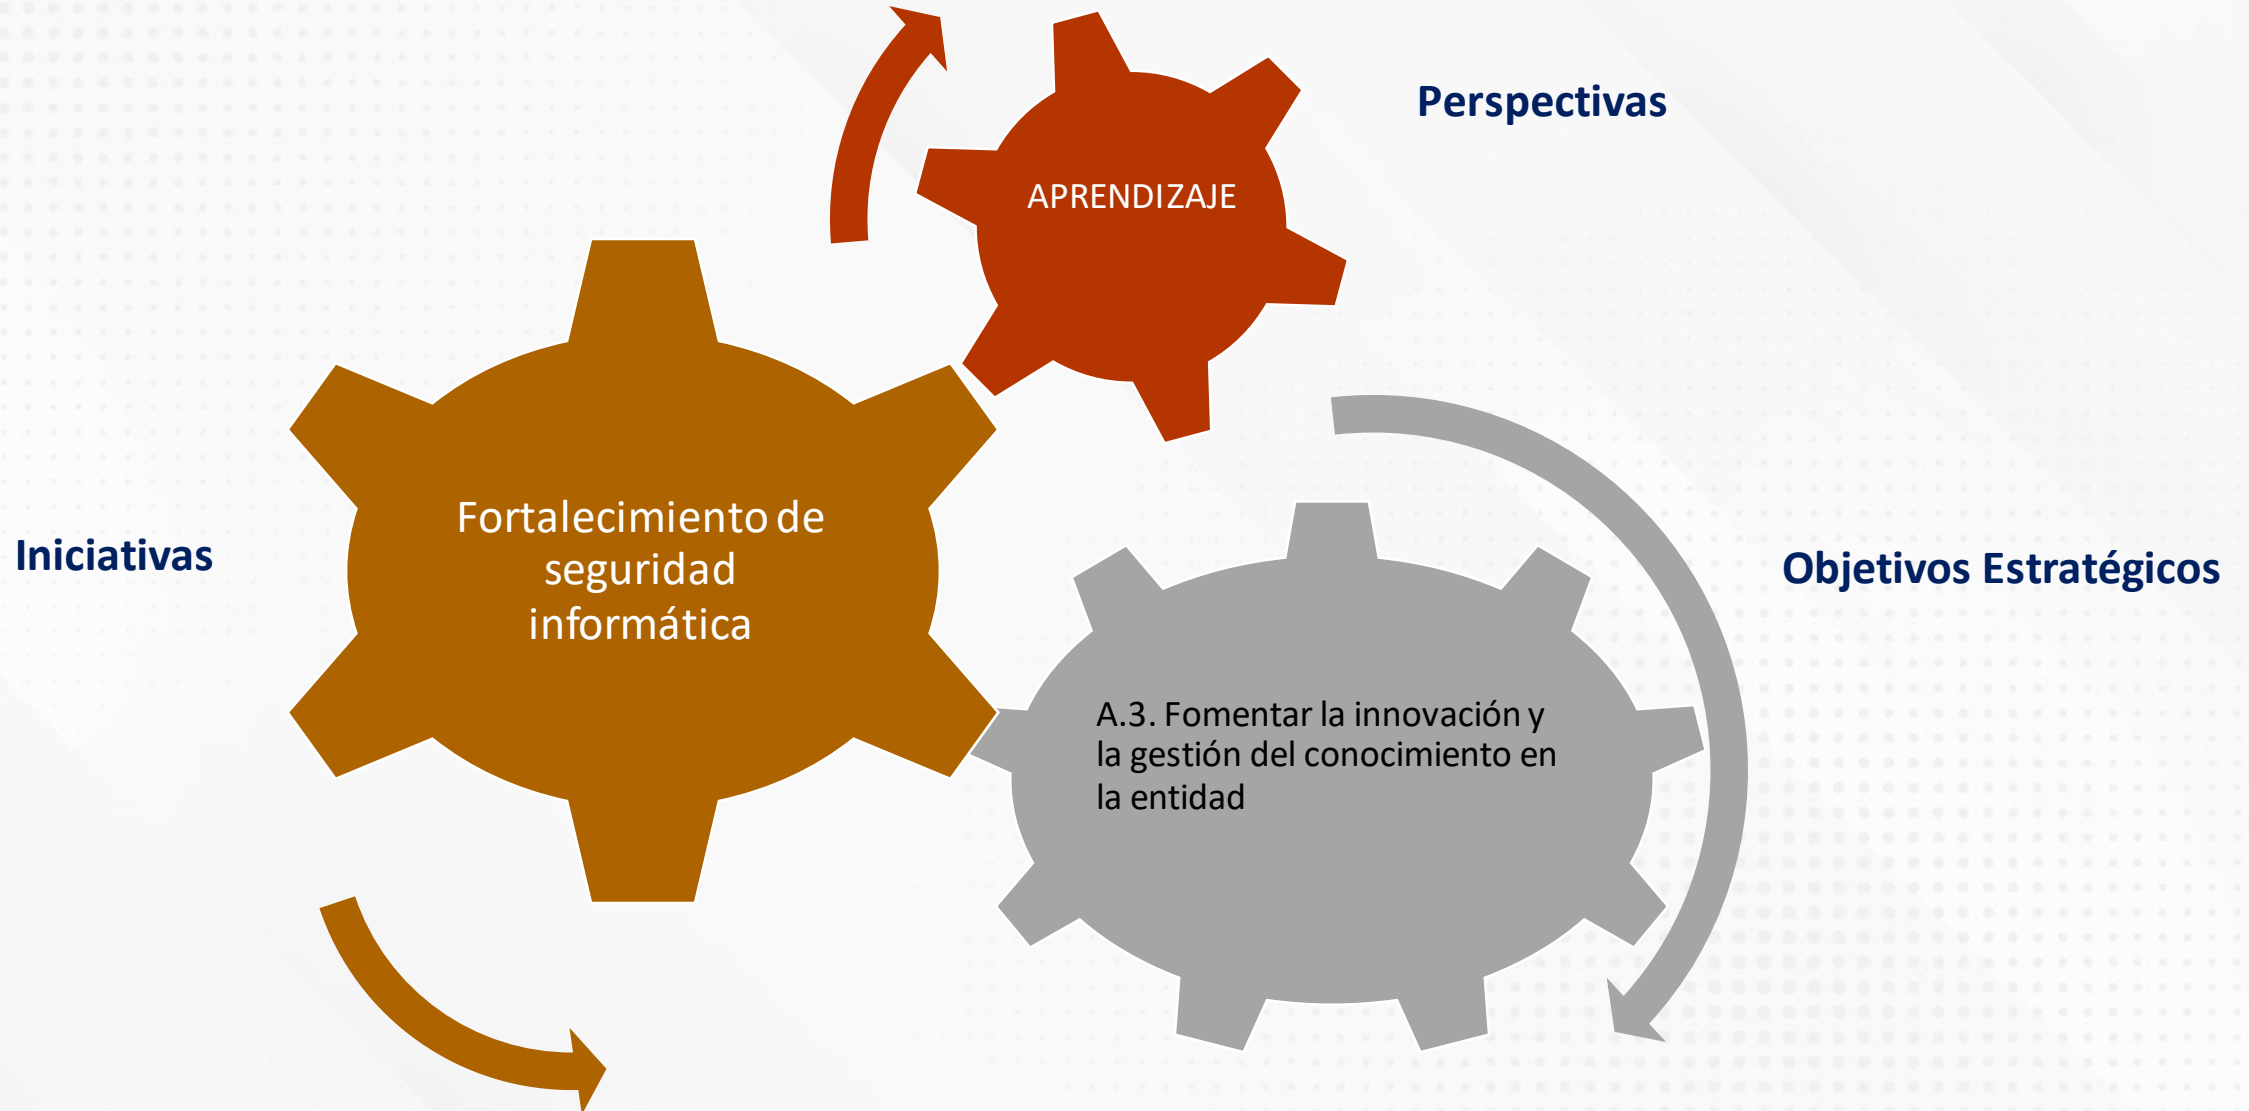 Perspectivas
APRENDIZAJE
Iniciativas
Fortalecimiento de
seguridad
informática
Objetivos Estratégicos
A.3. Fomentar la innovación y
la gestión del conocimiento en
la entidad